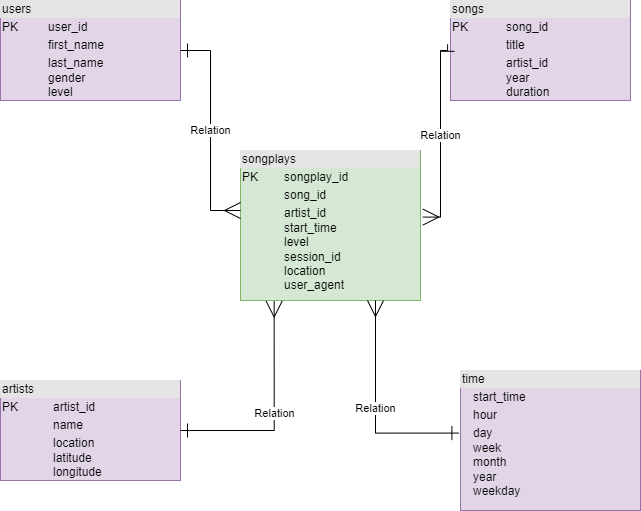 users
PK user_id
first_name
last_name
gender
level
songs
PK song_id
title
artist_id
year
duration
Relation
Relation
songplays
PK songplay_id
song_id
artist_id
start_time
level
session_id
location
user_agent
artists
PK artist_id
name
location
latitude
longitude
Relation
Relation
time
start_time
hour
day
week
month
year
weekday